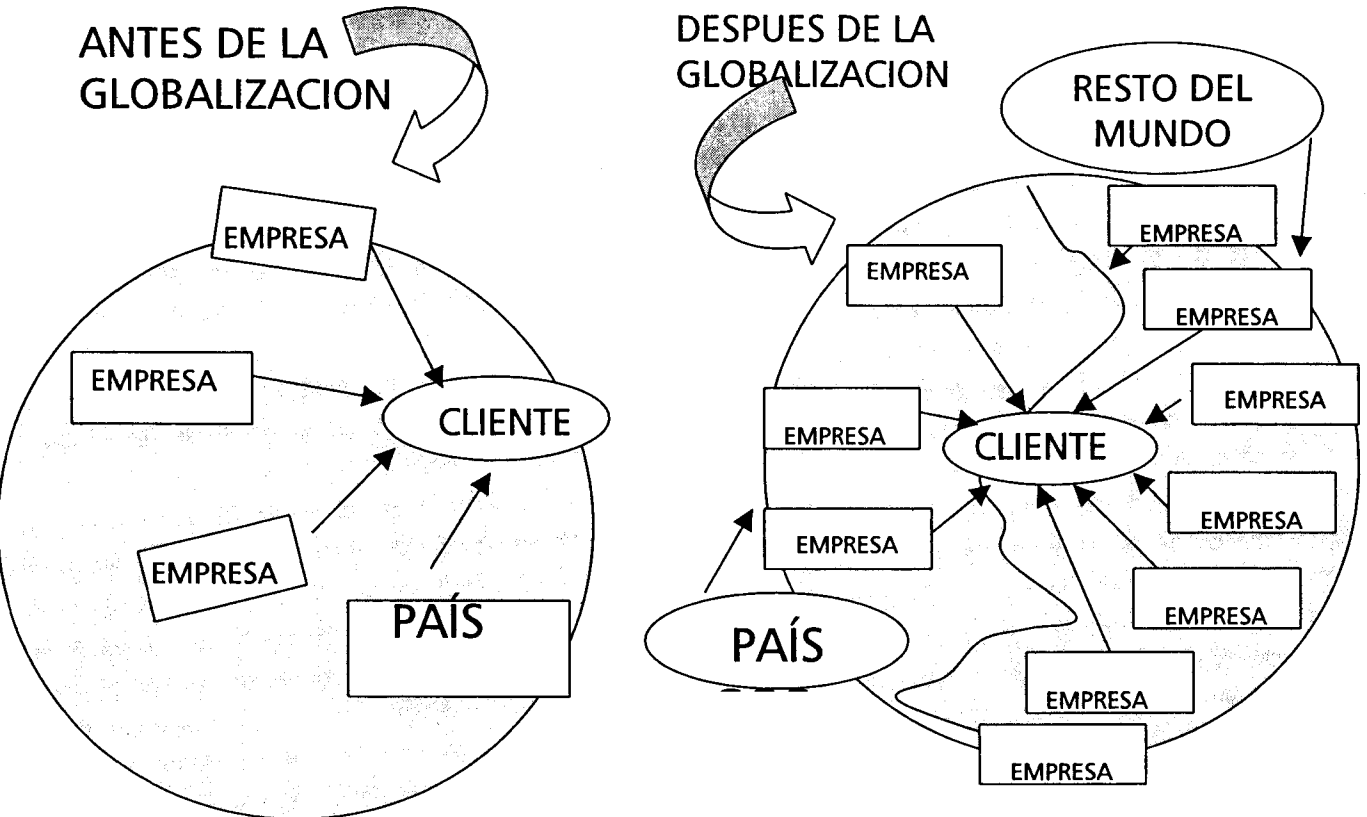 ANTES DE LA
GLOBALIZACION
EMPRESA
EMPRESA
CLIENTE
EMPRESA
PAÍS
DESPUES DE LA
GLOBALIZACION
RESTO DEL
MUNDO
EMPRESA
EMPRESA
EMPRESA
EMPRESA
EMPRESA
CLIENTE
EMPRESA
EMPRESA
EMPRESA
PAÍS
EMPRESA
EMPRESA